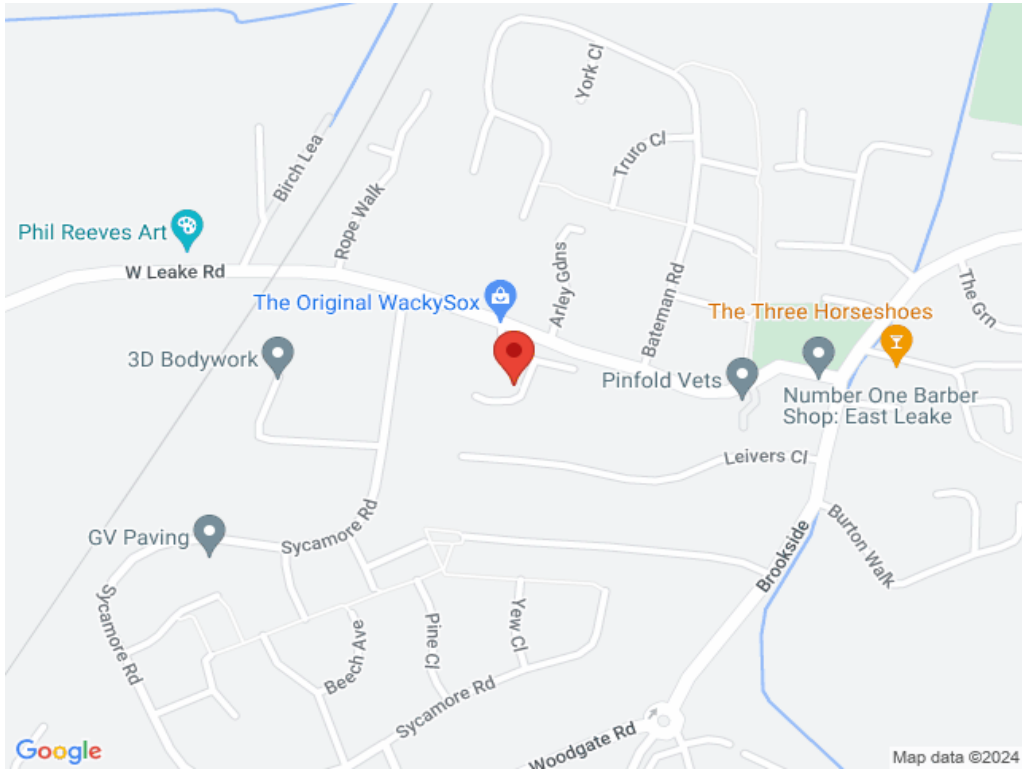 York Cl
Truro Cl
Birch Lea
Rope Walk
Phil Reeves Art
W Leake Rd
Arley Gdns
Bateman Rd
The Grn
The Original WackySox
The Three Horseshoes
3D Bodywork
Pinfold Vets
Number One Barber
Shop: East Leake
Leivers Cl
Sycamore Rd
GV Paving
Burton Walk
Brookside
Sycamore Rd
Beech Ave
Pine Cl
Yew Cl
Sycamore Rd
Woodgate Rd
Google
Map data ©2024